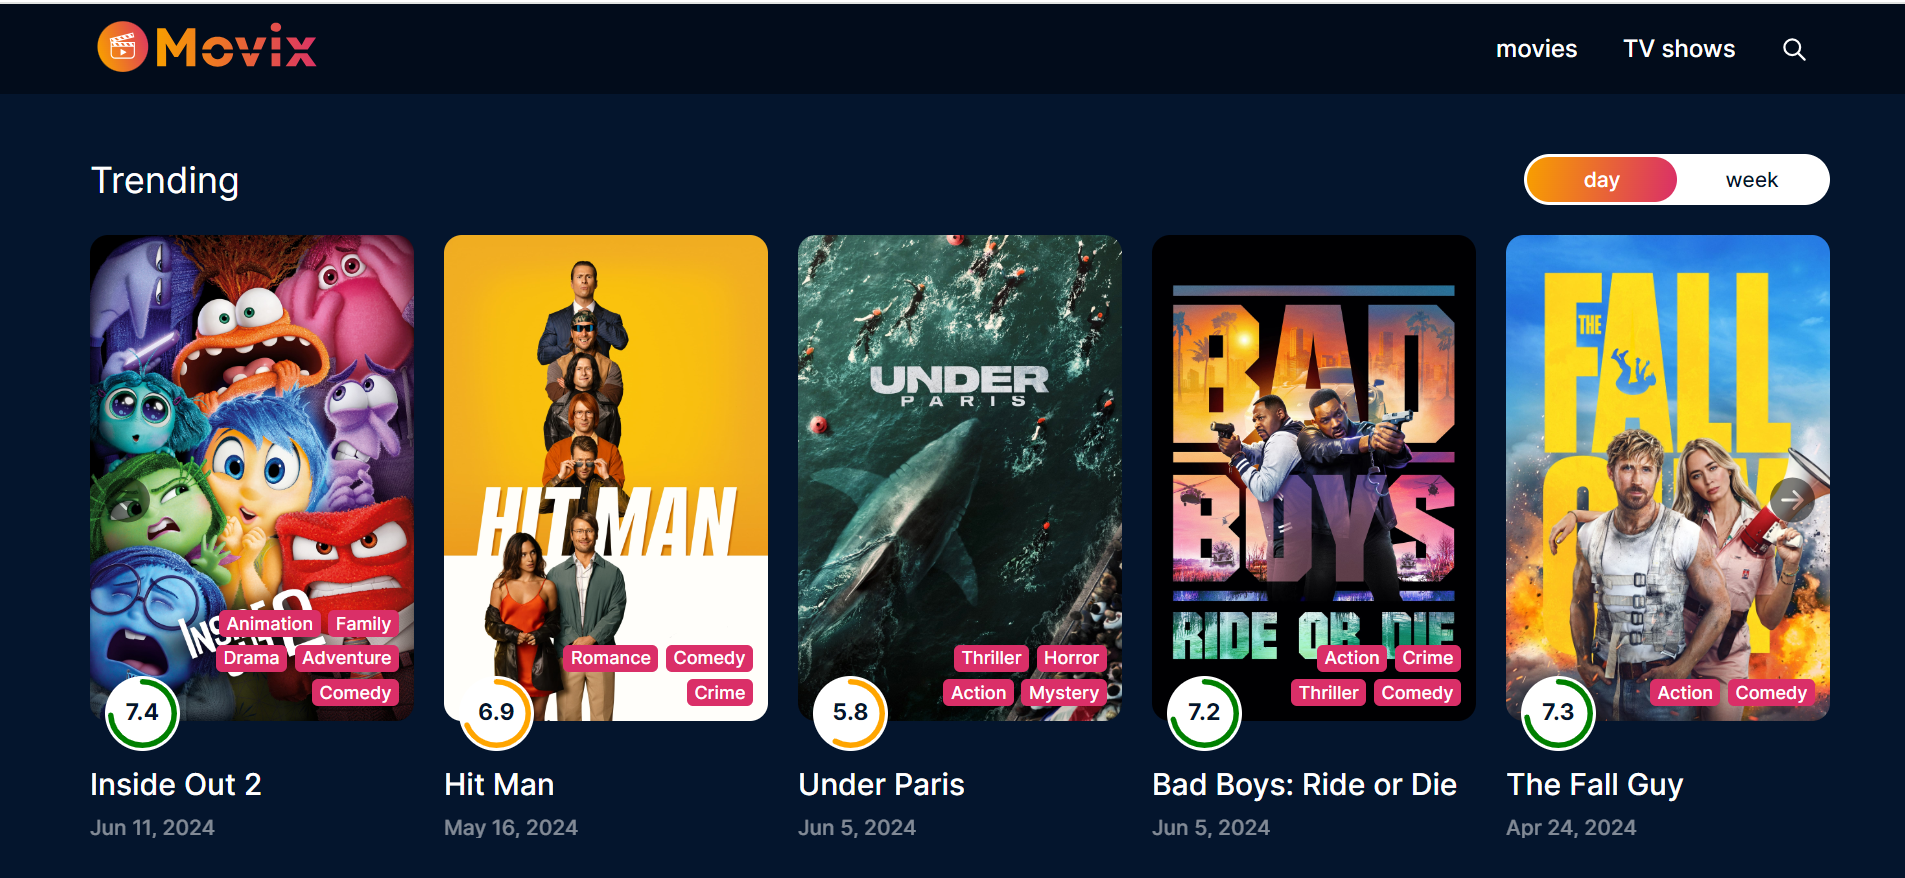 Movix
movies TV shows
Trending
day week
INSIDE OUT 2
Animation Family
Drama Adventure
Comedy
7.4
Inside Out 2
Jun 11, 2024
HIT MAN
Romance Comedy
Crime
6.9
Hit Man
May 16, 2024
UNDER
PARIS
Thriller Horror
Action Mystery
5.8
Under Paris
Jun 5, 2024
BAD
BOYS
RIDE OR DIE
Action Crime
Thriller Comedy
7.2
Bad Boys: Ride or Die
Jun 5, 2024
THE
FALL
GUY
Action Comedy
7.3
The Fall Guy
Apr 24, 2024